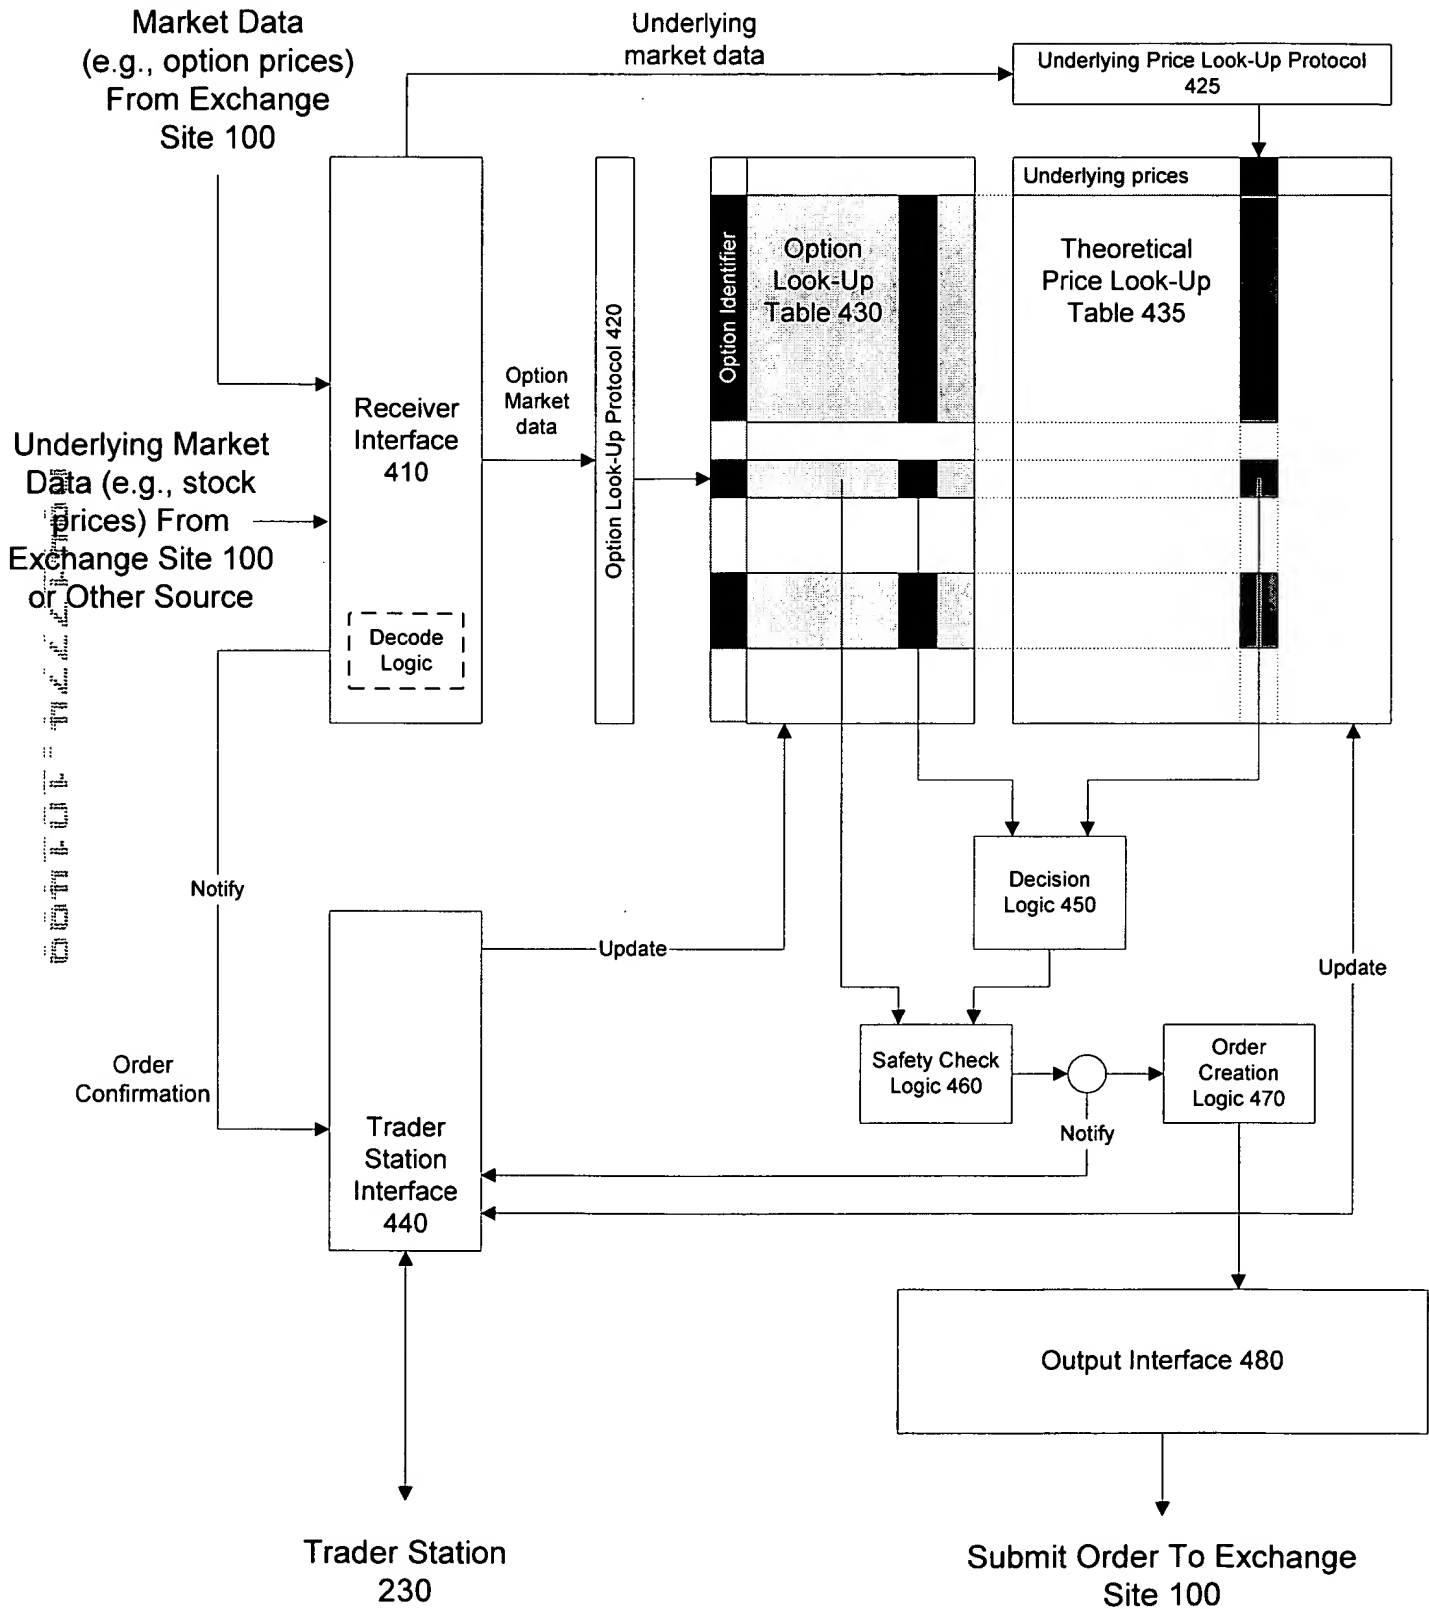 Market Data
(e.g., option prices)
From Exchange
Site 100
Underlying
market data
Underlying Price Look-Up Protocol
425
Underlying prices
Option Identifier
Option
Look-Up
Table 430
Theoretical
Price Look-Up
Table 435
Option Look-Up Protocol 420
Option
Market
data
Receiver
Interface
410
Underlying Market
Data (e.g., stock
prices) From
Exchange Site 100
or Other Source
Decode
Logic
Notify
Decision
Logic 450
Update
Update
Order
Confirmation
Safety Check
Logic 460
Order
Creation
Logic 470
Notify
Trader
Station
Interface
440
Output Interface 480
Trader Station
230
Submit Order To Exchange
Site 100